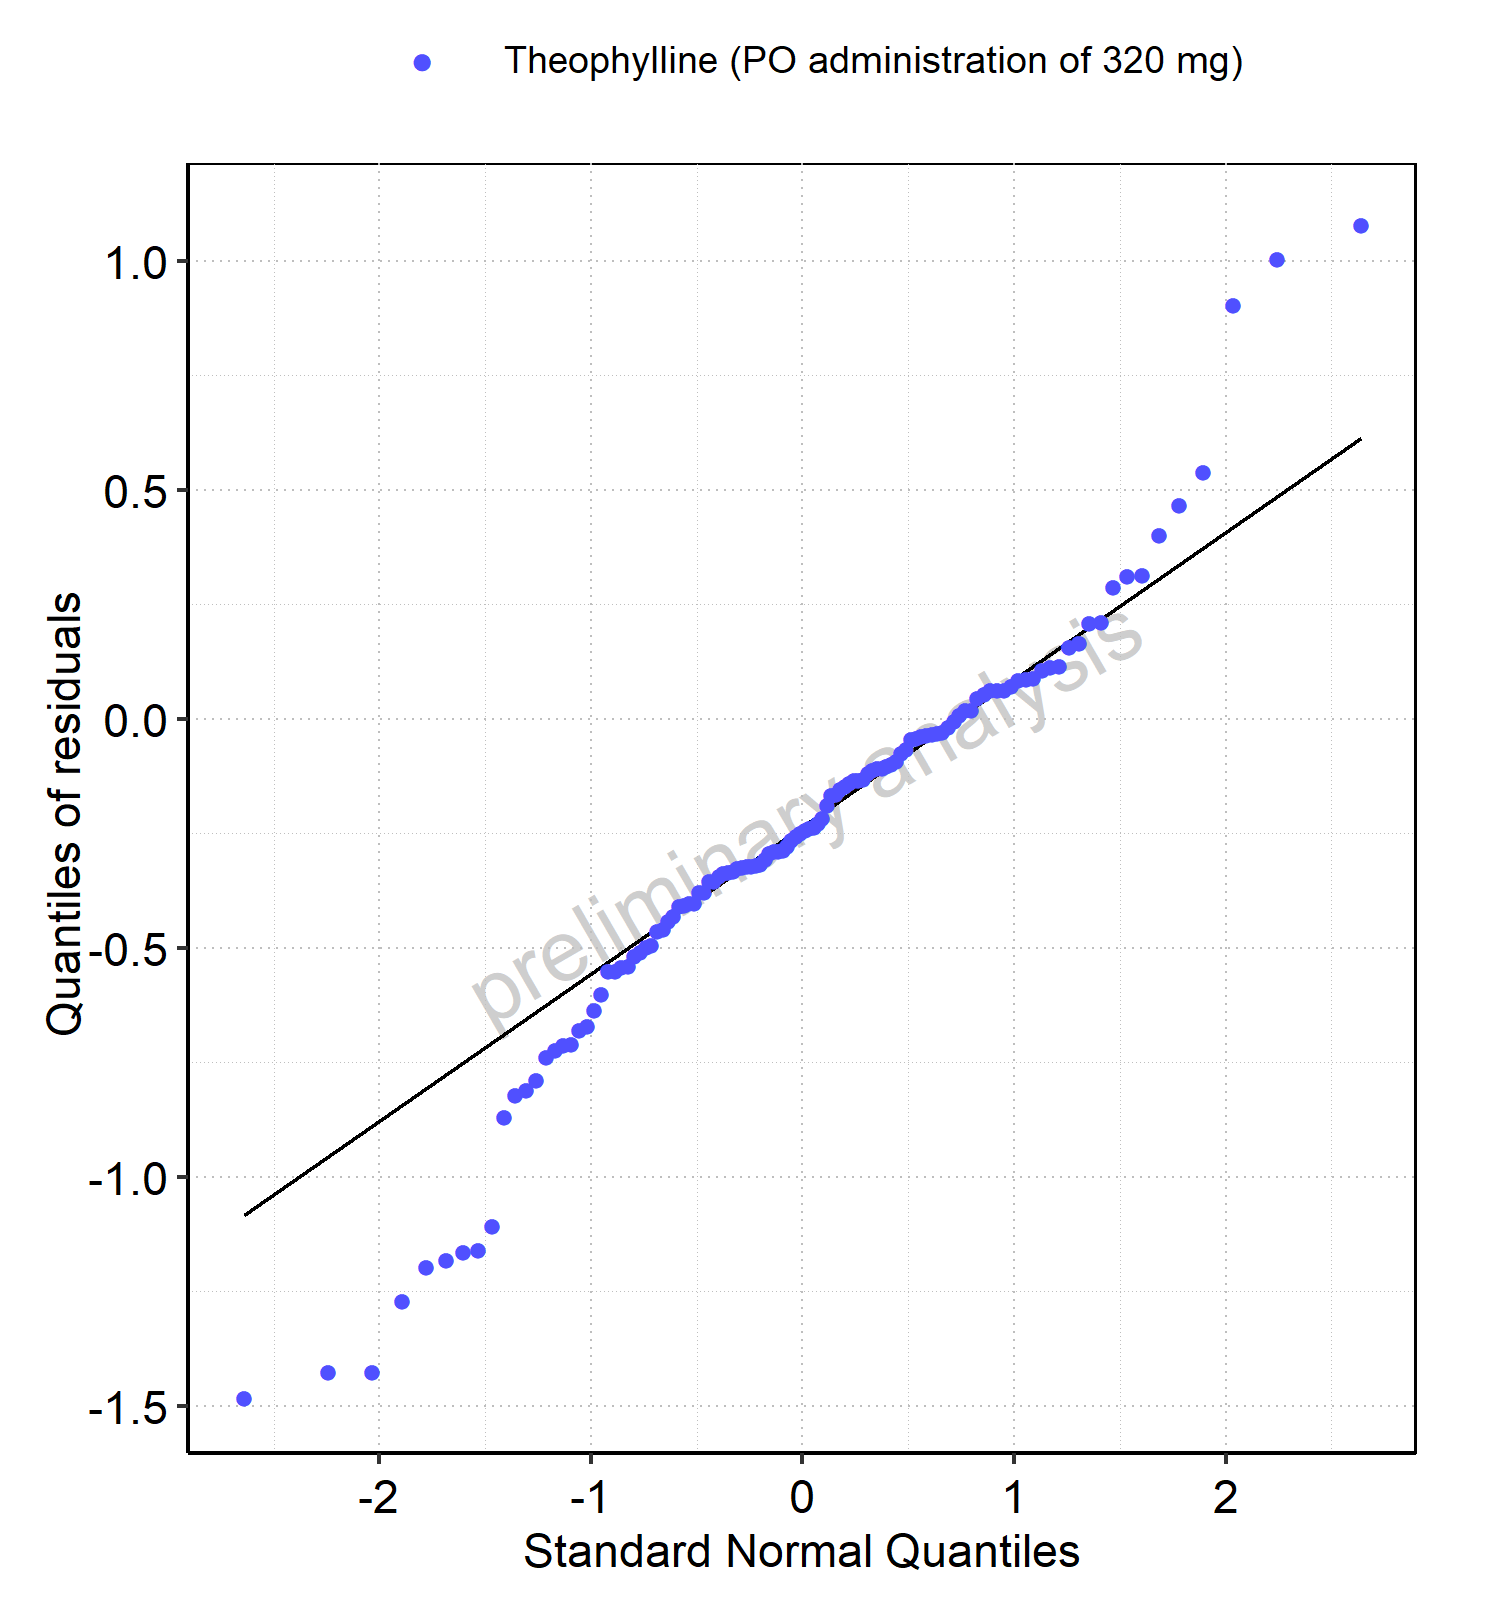 Theophylline (PO administration of 320 mg)
1.0
0.5
0.0
-0.5
-1.0
-1.5
Quantiles of residuals
preliminary analysis
-2 -1 0 1 2
Standard Normal Quantiles